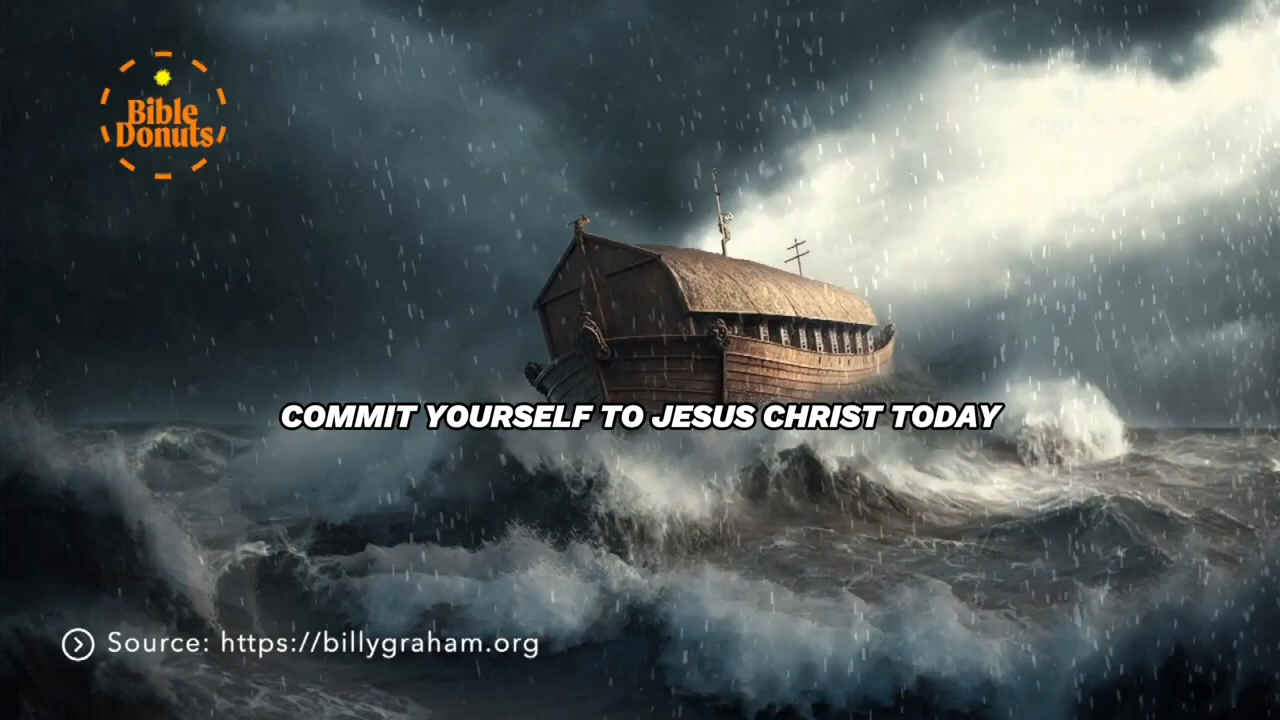 Bible
Donuts
COMMIT YOURSELF TO JESUS CHRIST TODAY
Source: https://billygraham.org